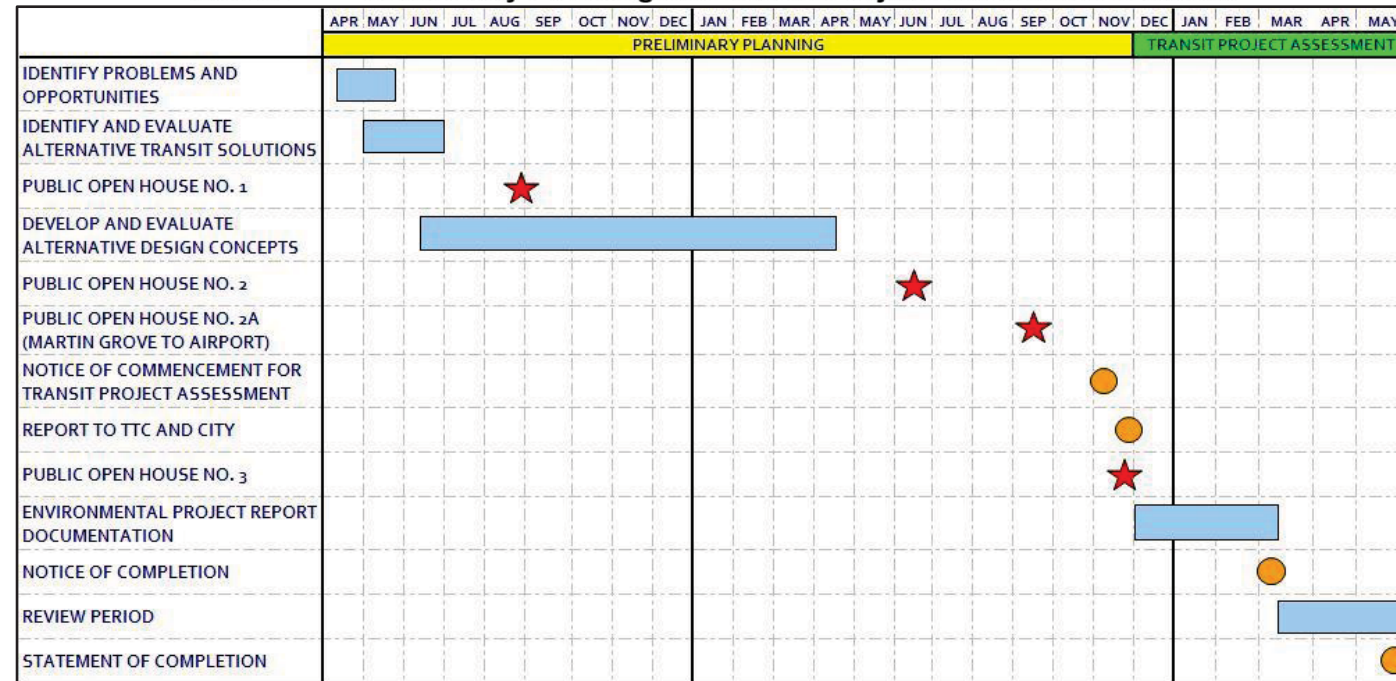 APR MAY JUN JUL AUG SEP OCT NOV DEC JAN FEB MAR APR MAY JUN JUL AUG SEP OCT NOV DEC JAN FEB MAR APR MAY
PRELIMINARY PLANNING TRANSIT PROJECT ASSESSMENT
IDENTIFY PROBLEMS AND
OPPORTUNITIES
IDENTIFY AND EVALUATE
ALTERNATIVE TRANSIT SOLUTIONS
PUBLIC OPEN HOUSE NO. 1
DEVELOP AND EVALUATE
ALTERNATIVE DESIGN CONCEPTS
PUBLIC OPEN HOUSE NO. 2
PUBLIC OPEN HOUSE NO. 2A
(MARTIN GROVE TO AIRPORT)
NOTICE OF COMMENCEMENT FOR
TRANSIT PROJECT ASSESSMENT
REPORT TO TTC AND CITY
PUBLIC OPEN HOUSE NO. 3
ENVIRONMENTAL PROJECT REPORT
DOCUMENTATION
NOTICE OF COMPLETION
REVIEW PERIOD
STATEMENT OF COMPLETION